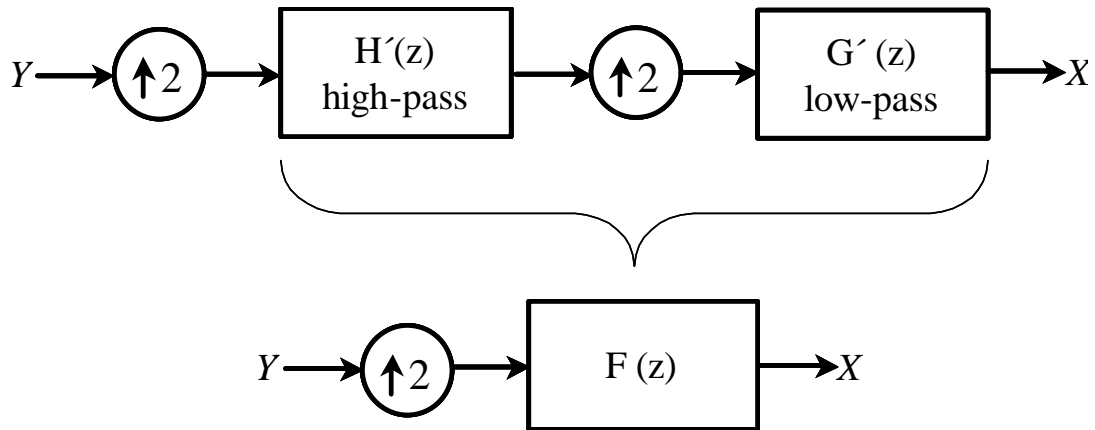 Y ↑2 H´(z) ↑2 G´ (z) X
high-pass low-pass
Y ↑2 F (z) X